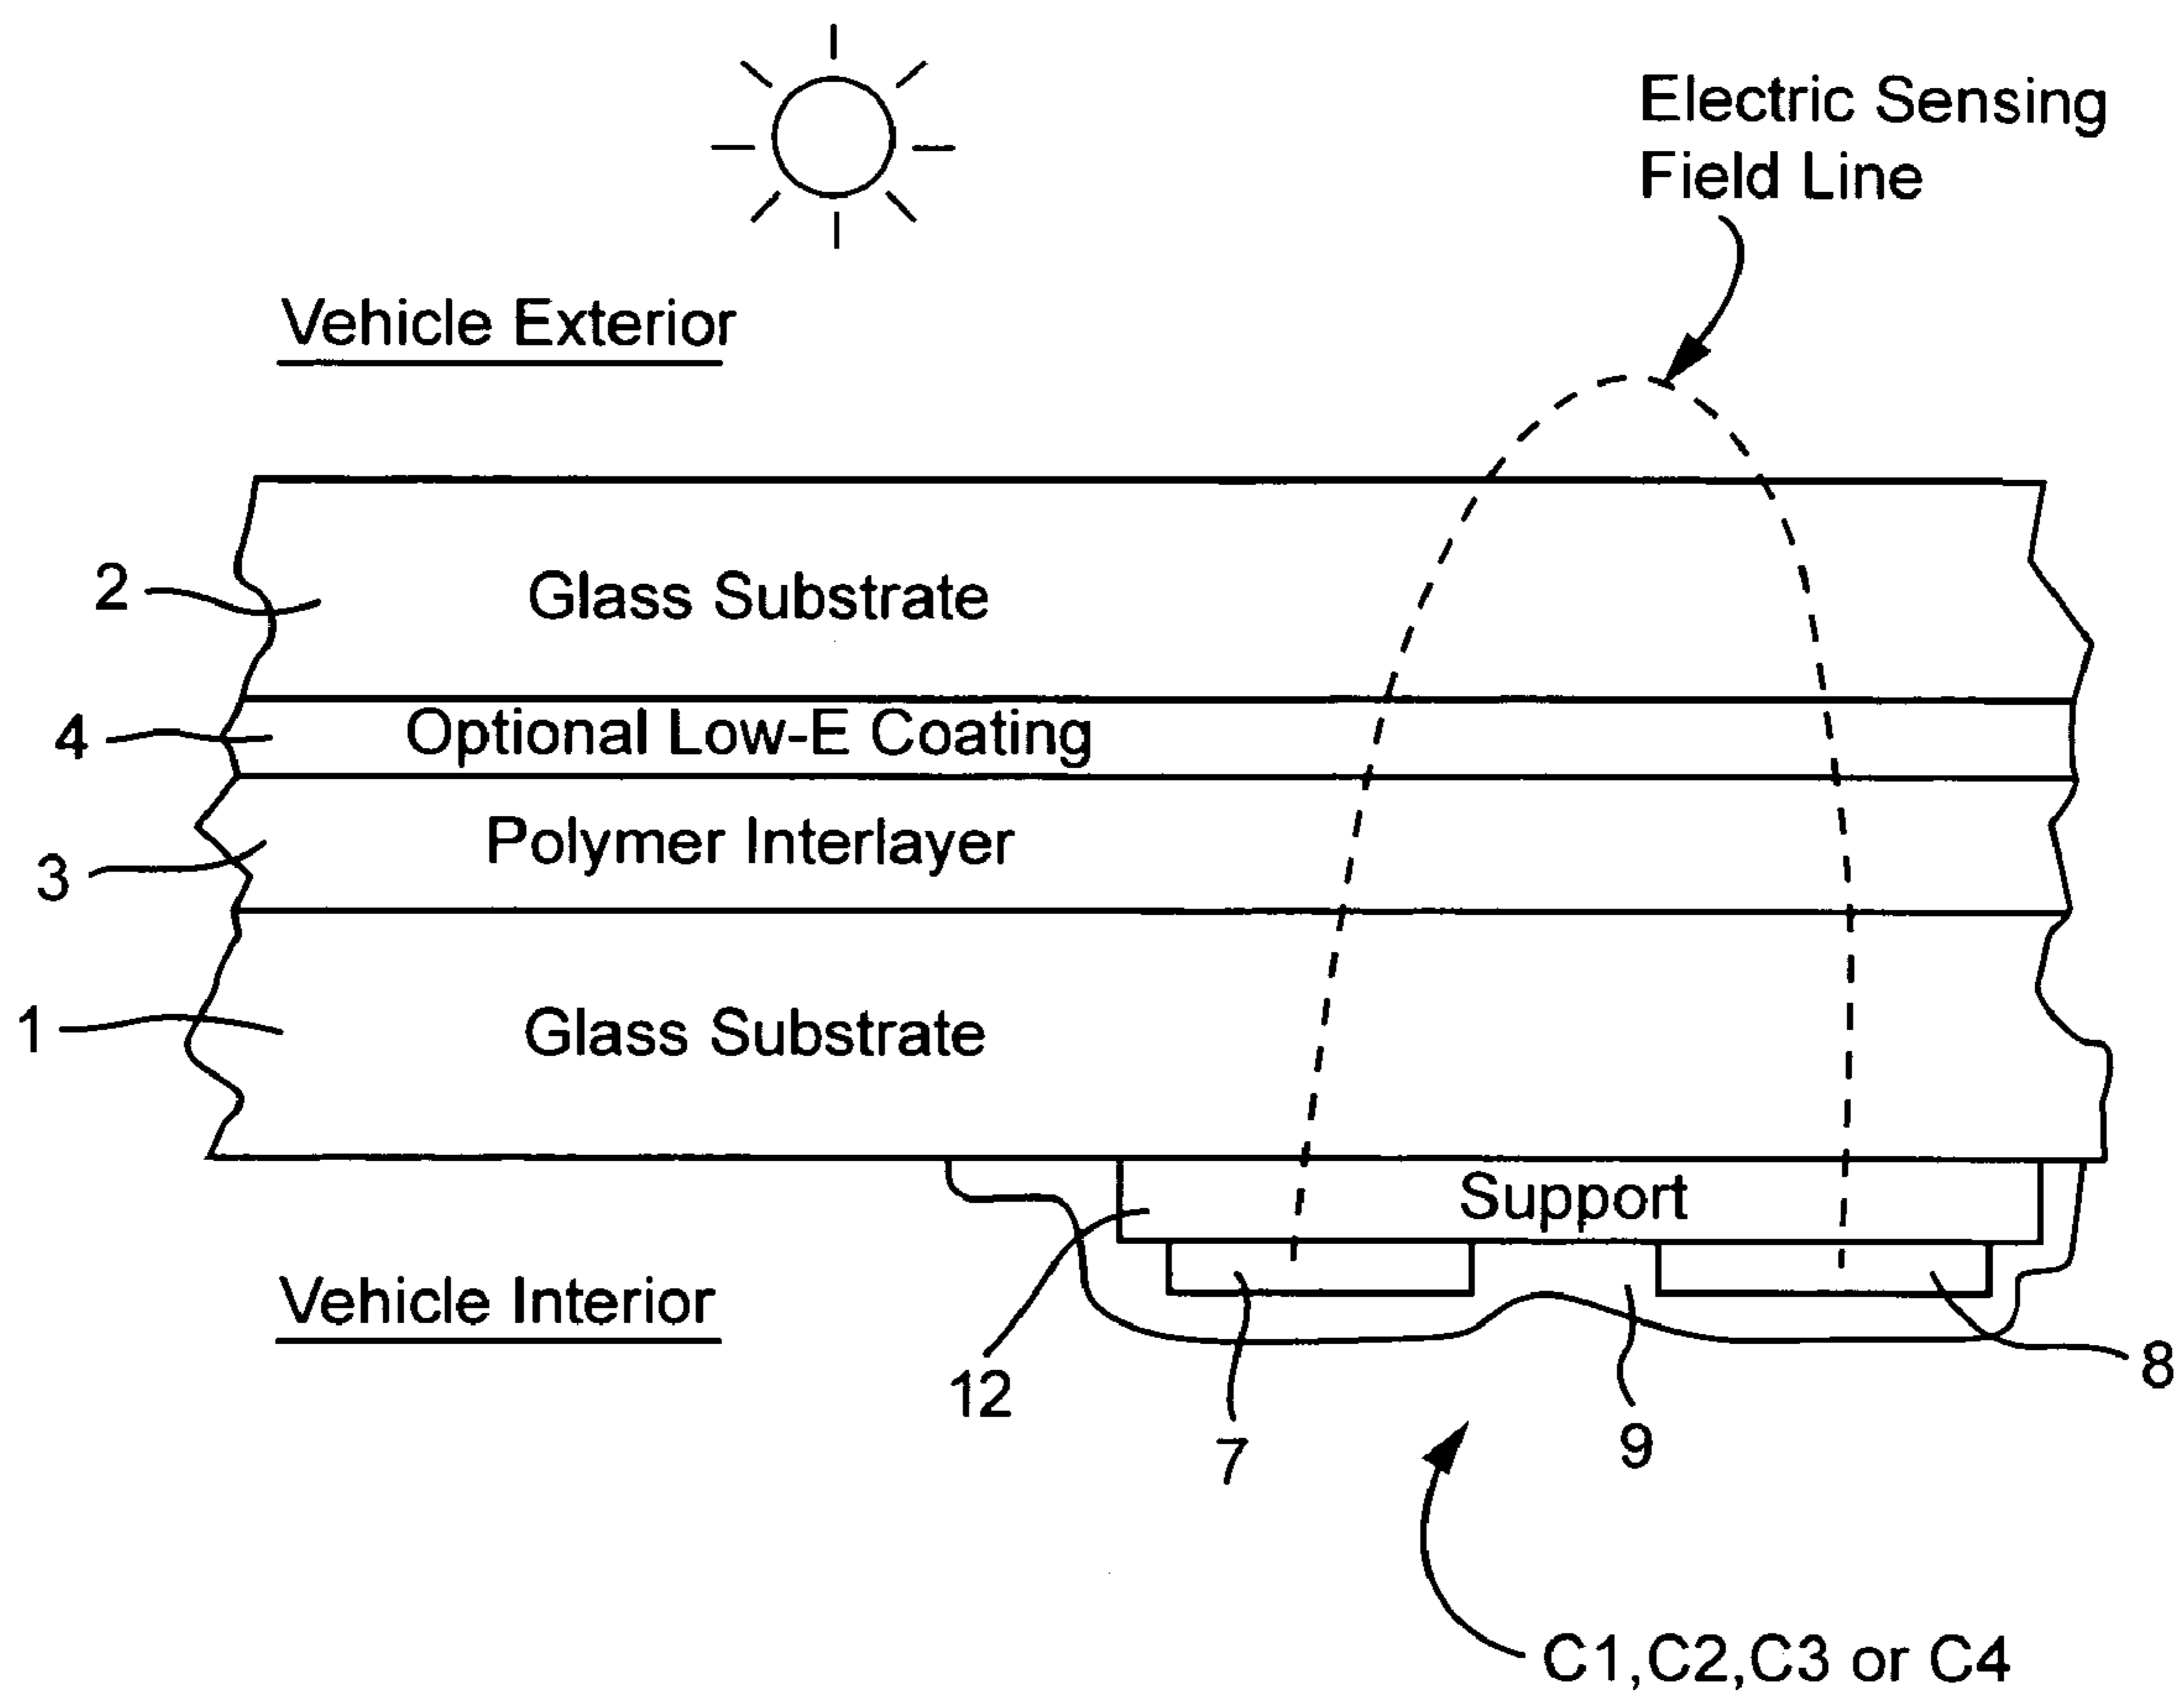 Electric Sensing
Field Line
Vehicle Exterior
2
Glass Substrate
4
Optional Low-E Coating
3
Polymer Interlayer
1
Glass Substrate
Support
Vehicle Interior
12
7
9
8
C1,C2,C3 or C4